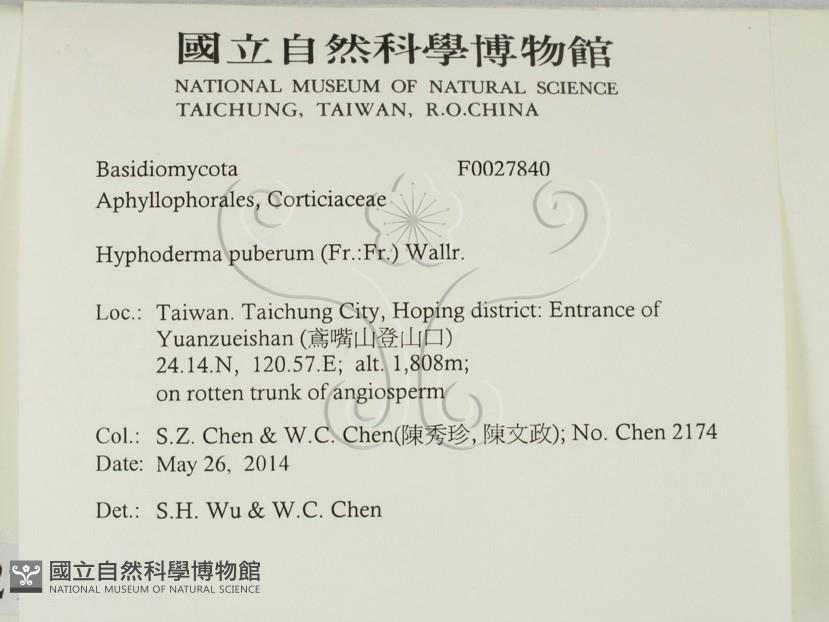 國立自然科學博物館
NATIONAL MUSEUM OF NATURAL SCIENCE
TAICHUNG, TAIWAN, R.O.CHINA
Basidiomycota F0027840
Aphyllophorales, Corticiaceae
Hyphoderma puberum (Fr.:Fr.) Wallr.
Loc.: Taiwan. Taichung City, Hoping district: Entrance of
Yuanzueishan (鳶嘴山登山口)
24.14.N, 120.57.E; alt. 1,808m;
on rotten trunk of angiosperm
Col.: S.Z. Chen & W.C. Chen(陳秀珍, 陳文政); No. Chen 2174
Date: May 26, 2014
Det.: S.H. Wu & W.C. Chen
國立自然科學博物館
NATIONAL MUSEUM OF NATURAL SCIENCE